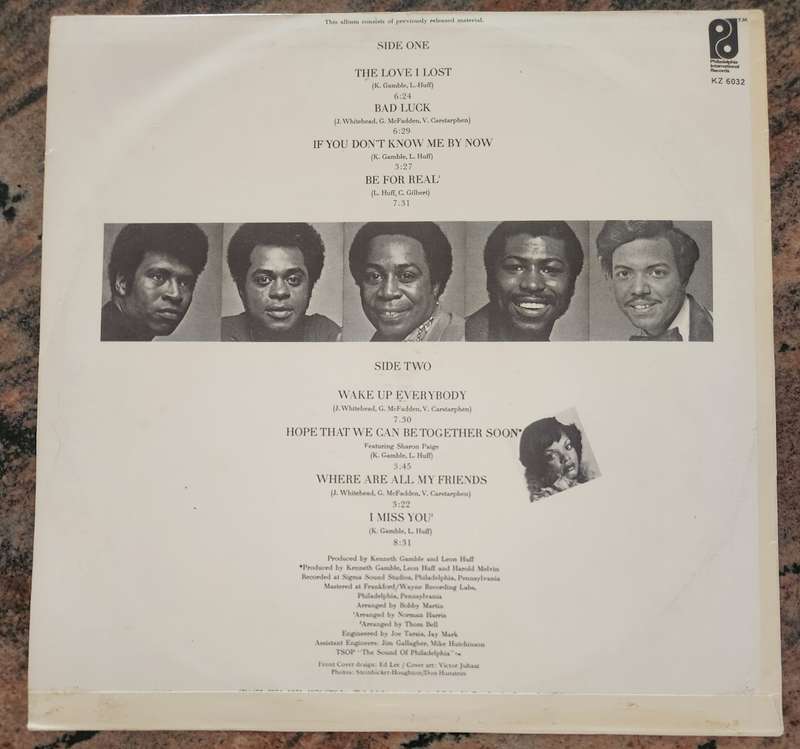 This album consists of previously released material.
T.M.
Philadelphia
International
Records
KZ 6032
SIDE ONE
THE LOVE I LOST
(K. Gamble, L. Huff)
6:24
BAD LUCK
(J. Whitehead, G. McFadden, V. Carstarphen)
6:29
IF YOU DON'T KNOW ME BY NOW
(K. Gamble, L. Huff)
3:27
BE FOR REAL'
(L. Huff, C. Gilbert)
7.31
SIDE TWO
WAKE UP EVERYBODY
(J. Whitehead, G. McFadden, V. Carstarphen)
7.30
HOPE THAT WE CAN BE TOGETHER SOON*
Featuring Sharon Paige
(K. Gamble, L. Huff)
3:45
WHERE ARE ALL MY FRIENDS
(J. Whitehead, G. McFadden, V. Carstarphen)
3:22
I MISS YOU²
(K. Gamble, L. Huff)
8:31
Produced by Kenneth Gamble and Leon Huff
*Produced by Kenneth Gamble, Leon Huff and Harold Melvin
Recorded at Sigma Sound Studios, Philadelphia, Pennsylvania
Mastered at Frankford/Wayne Recording Labs,
Philadelphia, Pennsylvania
Arranged by Bobby Martin
'Arranged by Norman Harris
²Arranged by Thom Bell
Engineered by Joe Tarsia, Jay Mark
Assistant Engineers: Jim Gallagher, Mike Hutchinson
TSOP "The Sound Of Philadelphia"
Front Cover design: Ed Lee / Cover art: Victor Juhasz
Photos: Steinbicker-Houghton/Don Hunstein